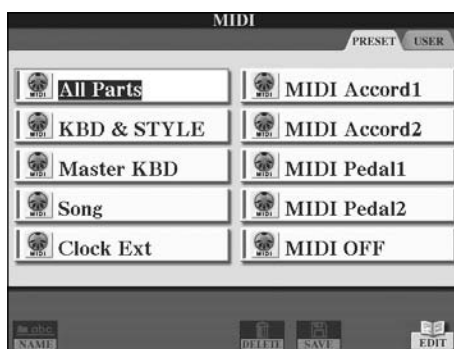 MIDI
PRESET USER
All Parts
KBD & STYLE
Master KBD
Song
Clock Ext
MIDI Accord1
MIDI Accord2
MIDI Pedal1
MIDI Pedal2
MIDI OFF
NAME DELETE SAVE EDIT